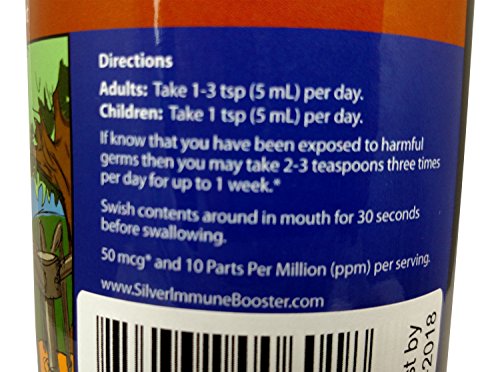 Directions
Adults: Take 1-3 tsp (5 mL) per day.
Children: Take 1 tsp (5 mL) per day.
If know that you have been exposed to harmful
germs then you may take 2-3 teaspoons three times
per day for up to 1 week.*
Swish contents around in mouth for 30 seconds
before swallowing.
50 mcg* and 10 Parts Per Million (ppm) per serving.
www.SilverImmuneBooster.com
by
2018